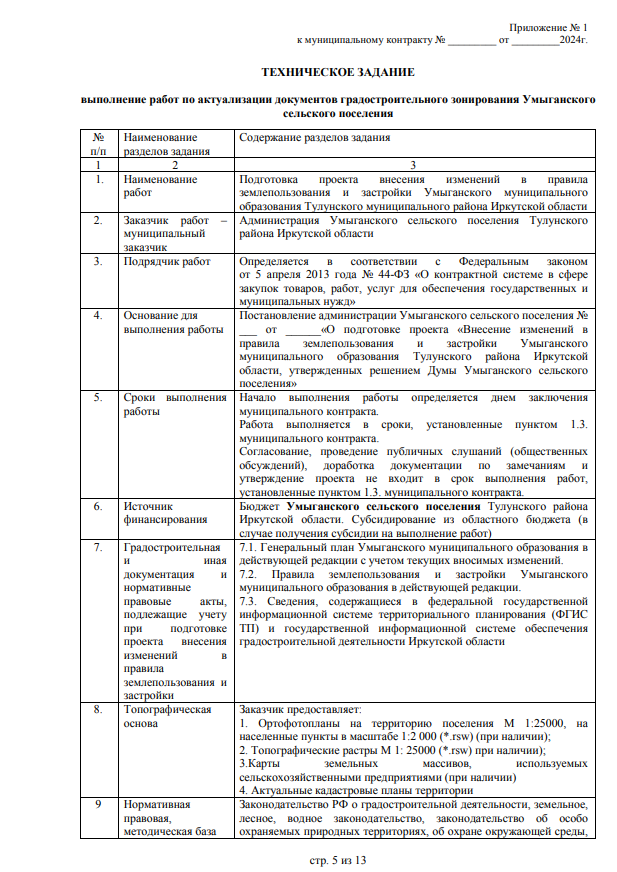 Приложение № 1
к муниципальному контракту № _________ от _________2024г.
ТЕХНИЧЕСКОЕ ЗАДАНИЕ
выполнение работ по актуализации документов градостроительного зонирования Умыганского
сельского поселения
№
п/п
Наименование
разделов задания
Содержание разделов задания
1
2
3
1.
Наименование
работ
Подготовка проекта внесения изменений в правила
землепользования и застройки Умыганского муниципального
образования Тулунского муниципального района Иркутской области
2.
Заказчик работ –
муниципальный
заказчик
Администрация Умыганского сельского поселения Тулунского
района Иркутской области
3.
Подрядчик работ
Определяется в соответствии с Федеральным законом
от 5 апреля 2013 года № 44-ФЗ «О контрактной системе в сфере
закупок товаров, работ, услуг для обеспечения государственных и
муниципальных нужд»
4.
Основание для
выполнения работы
Постановление администрации Умыганского сельского поселения №
___ от ______«О подготовке проекта «Внесение изменений в
правила землепользования и застройки Умыганского
муниципального образования Тулунского района Иркутской
области, утвержденных решением Думы Умыганского сельского
поселения»
5.
Сроки выполнения
работы
Начало выполнения работы определяется днем заключения
муниципального контракта.
Работа выполняется в сроки, установленные пунктом 1.3.
муниципального контракта.
Согласование, проведение публичных слушаний (общественных
обсуждений), доработка документации по замечаниям и
утверждение проекта не входит в срок выполнения работ,
установленные пунктом 1.3. муниципального контракта.
6.
Источник
финансирования
Бюджет Умыганского сельского поселения Тулунского района
Иркутской области. Субсидирование из областного бюджета (в
случае получения субсидии на выполнение работ)
7.
Градостроительная
и иная
документация и
нормативные
правовые акты,
подлежащие учету
при подготовке
проекта внесения
изменений в
правила
землепользования и
застройки
7.1. Генеральный план Умыганского муниципального образования в
действующей редакции с учетом текущих вносимых изменений.
7.2. Правила землепользования и застройки Умыганского
муниципального образования в действующей редакции.
7.3. Сведения, содержащиеся в федеральной государственной
информационной системе территориального планирования (ФГИС
ТП) и государственной информационной системе обеспечения
градостроительной деятельности Иркутской области
8.
Топографическая
основа
Заказчик предоставляет:
1. Ортофотопланы на территорию поселения М 1:25000, на
населенные пункты в масштабе 1:2 000 (*.rsw) (при наличии);
2. Топографические растры М 1: 25000 (*.rsw) при наличии);
3.Карты земельных массивов, используемых
сельскохозяйственными предприятиями (при наличии)
4. Актуальные кадастровые планы территории
9
Нормативная
правовая,
методическая база
Законодательство РФ о градостроительной деятельности, земельное,
лесное, водное законодательство, законодательство об особо
охраняемых природных территориях, об охране окружающей среды,
стр. 5 из 13